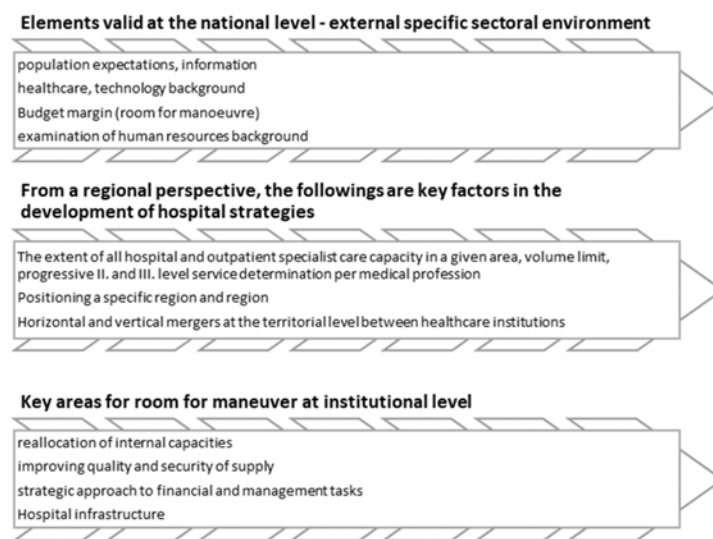 Elements valid at the national level - external specific sectoral environment
population expectations, information
healthcare, technology background
Budget margin (room for manoeuvre)
examination of human resources background
From a regional perspective, the followings are key factors in the
development of hospital strategies
The extent of all hospital and outpatient specialist care capacity in a given area, volume limit,
progressive II. and III. level service determination per medical profession
Positioning a specific region and region
Horizontal and vertical mergers at the territorial level between healthcare institutions
Key areas for room for maneuver at institutional level
reallocation of internal capacities
improving quality and security of supply
strategic approach to financial and management tasks
Hospital infrastructure